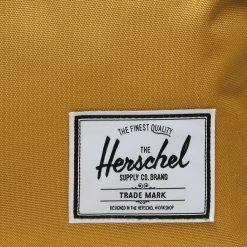 THE FINEST QUALITY
THE
Herschel
SUPPLY CO. BRAND
TRADE MARK
DESIGNED IN THE HERSCHEL WORKSHOP